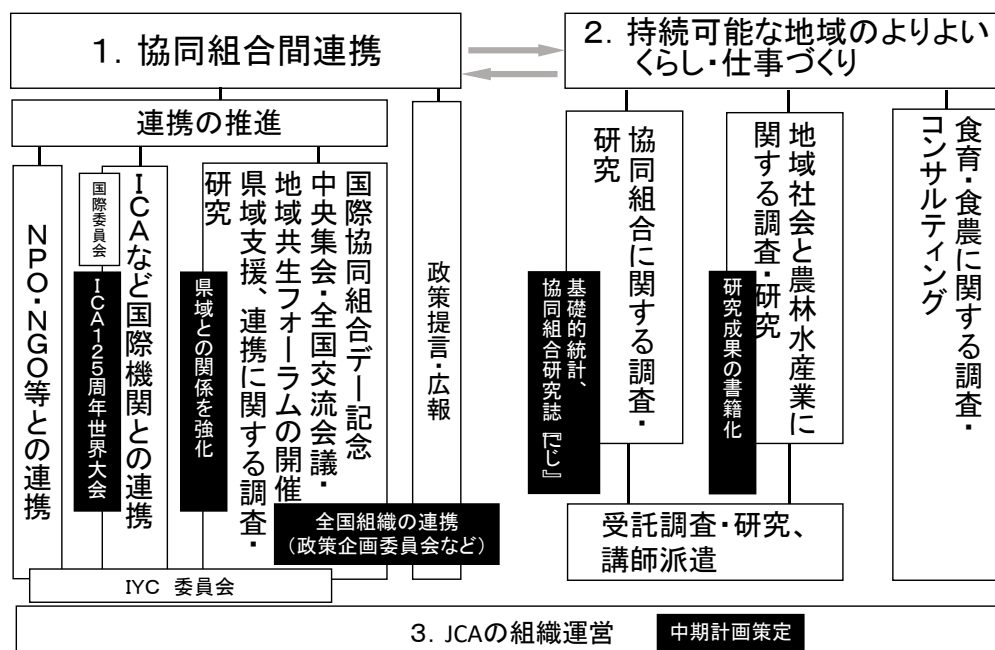 1. 協同組合間連携
2. 持続可能な地域のよりよい
くらし・仕事づくり
連携の推進
NPO・NGO等との連携
国際委員会
ICA125周年世界大会
ICAなど国際機関との連携
県域との関係を強化
国際協同組合デー記念
中央集会・全国交流会議・
地域共生フォーラムの開催
県域支援、連携に関する調査・
研究
全国組織の連携
（政策企画委員会など）
IYC 委員会
政策提言・広報
協同組合に関する調査・
研究
基礎的統計、
協同組合研究誌『にじ』
地域社会と農林水産業に
関する調査・研究
研究成果の書籍化
受託調査・研究、
講師派遣
食育・食農に関する調査・
コンサルティング
3. JCAの組織運営
中期計画策定